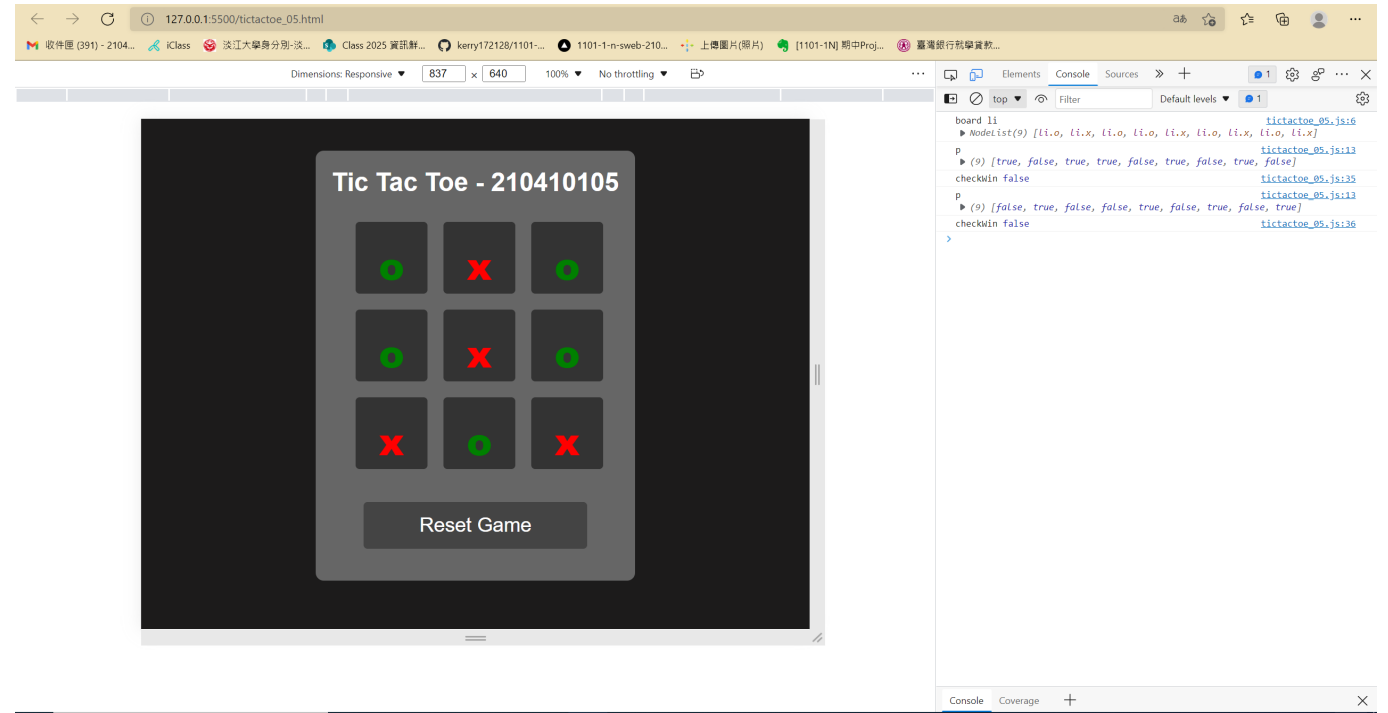 127.0.0.1:5500/tictactoe_05.html
収件匣 (391) - 2104... iClass 淡江大學身分別-淡... Class 2025 資訊鮮... kerry172128/1101-... 1101-1-n-sweb-210... 上傳圖片(照片) [1101-1N] 期中Proj... 臺灣銀行就學貸款...
Dimensions: Responsive ▼ 837 x 640 100% ▼ No throttling ▼
Elements Console Sources 1
top ▼ Filter Default levels ▼ 1
board li tictactoe_05.js:6
▶ NodeList(9) [li.o, li.x, li.o, li.o, li.x, li.o, li.x, li.o, li.x]
p tictactoe_05.js:13
▶ (9) [true, false, true, true, false, true, false, true, false]
checkWin false tictactoe_05.js:35
p tictactoe_05.js:13
▶ (9) [false, true, false, false, true, false, true, false, true]
checkWin false tictactoe_05.js:36
Tic Tac Toe - 210410105
o x o
o x o
x o x
Reset Game
Console Coverage